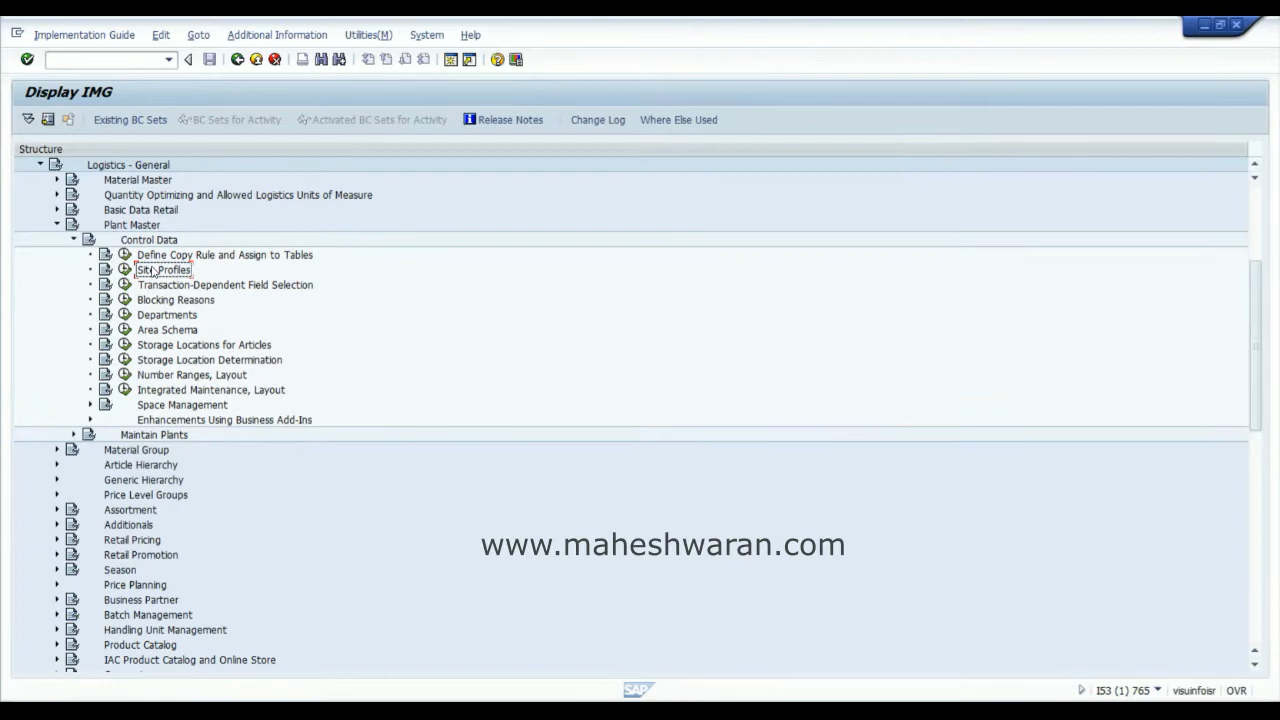 Implementation Guide Edit Goto Additional Information Utilities(M) System Help
Display IMG
Existing BC Sets BC Sets for Activity Activated BC Sets for Activity Release Notes Change Log Where Else Used
Structure
Logistics - General
Material Master
Quantity Optimizing and Allowed Logistics Units of Measure
Basic Data Retail
Plant Master
Control Data
Define Copy Rule and Assign to Tables
Site Profiles
Transaction-Dependent Field Selection
Blocking Reasons
Departments
Area Schema
Storage Locations for Articles
Storage Location Determination
Number Ranges, Layout
Integrated Maintenance, Layout
Space Management
Enhancements Using Business Add-Ins
Maintain Plants
Material Group
Article Hierarchy
Generic Hierarchy
Price Level Groups
Assortment
Additionals
Retail Pricing
www.maheshwaran.com
Retail Promotion
Season
Price Planning
Business Partner
Batch Management
Handling Unit Management
Product Catalog
IAC Product Catalog and Online Store
SAP I53 (1) 765 visuinfoisr OVR